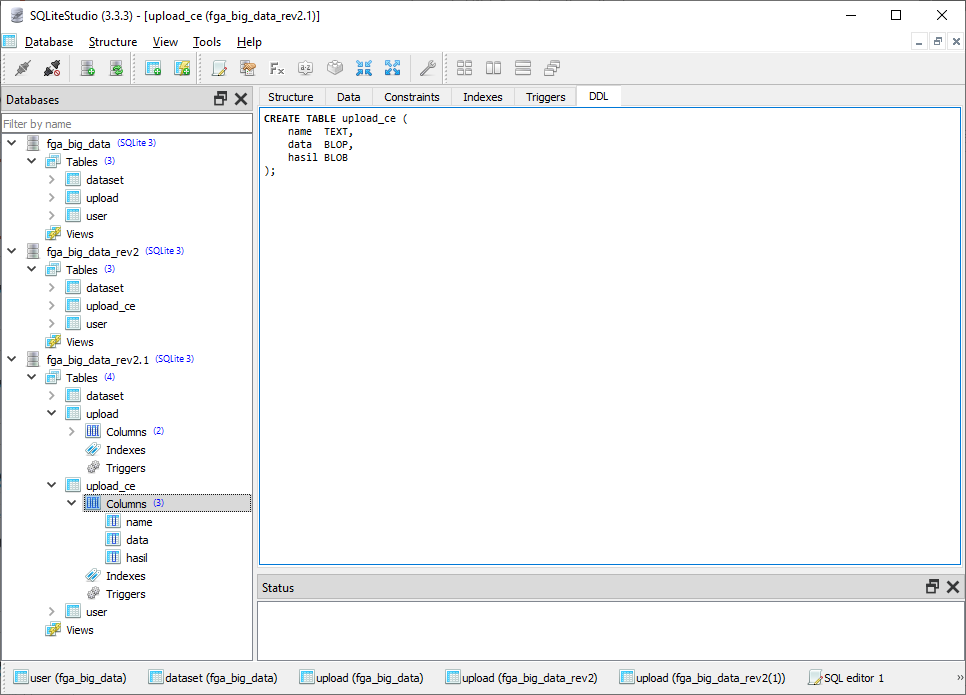 SQLiteStudio (3.3.3) - [upload_ce (fga_big_data_rev2.1)]
Database Structure View Tools Help
Databases
Filter by name
fga_big_data (SQLite 3)
Tables (3)
dataset
upload
user
Views
fga_big_data_rev2 (SQLite 3)
Tables (3)
dataset
upload_ce
user
Views
fga_big_data_rev2.1 (SQLite 3)
Tables (4)
dataset
upload
Columns (2)
Indexes
Triggers
upload_ce
Columns (3)
name
data
hasil
Indexes
Triggers
user
Views
Structure Data Constraints Indexes Triggers DDL
CREATE TABLE upload_ce (
name TEXT,
data BLOP,
hasil BLOB
);
Status
user (fga_big_data) dataset (fga_big_data) upload (fga_big_data) upload (fga_big_data_rev2) upload (fga_big_data_rev2(1)) SQL editor 1